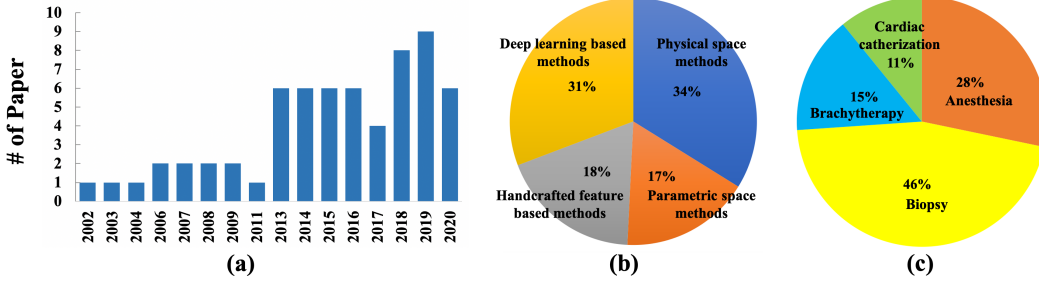 # of Paper
10
9
8
7
6
5
4
3
2
1
0
2002
2003
2004
2006
2007
2008
2009
2011
2013
2014
2015
2016
2017
2018
2019
2020
(a)
Deep learning based
methods
31%
Physical space
methods
34%
18%
Handcrafted feature
based methods
17%
Parametric space
methods
(b)
Cardiac
catherization
11%
28%
Anesthesia
15%
Brachytherapy
46%
Biopsy
(c)